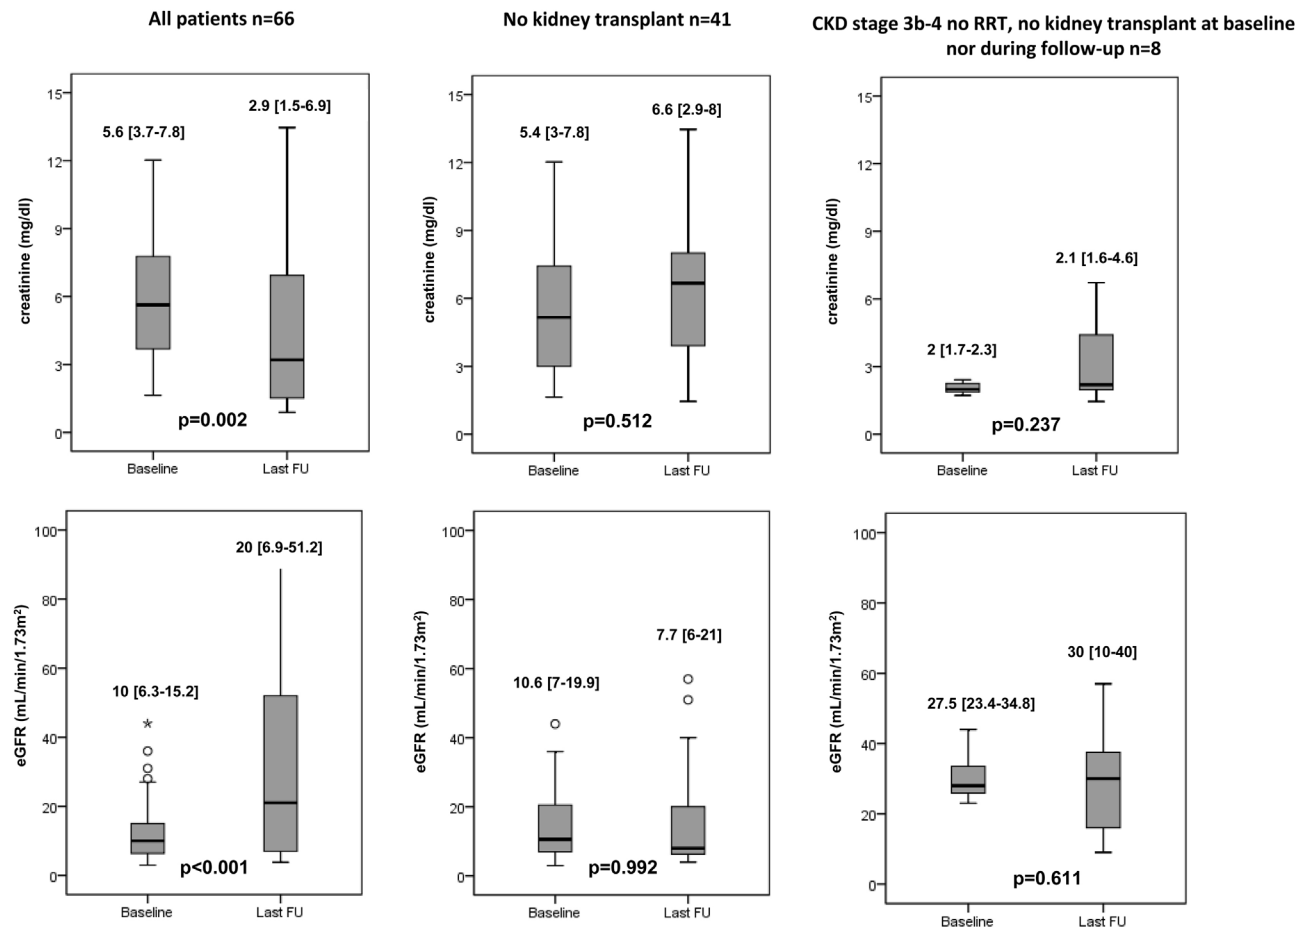 All patients n=66
No kidney transplant n=41
CKD stage 3b-4 no RRT, no kidney transplant at baseline
nor during follow-up n=8
creatinine (mg/dl)
15
12
9
6
3
0
5.6 [3.7-7.8]
2.9 [1.5-6.9]
p=0.002
Baseline
Last FU
creatinine (mg/dl)
15
12
9
6
3
0
5.4 [3-7.8]
6.6 [2.9-8]
p=0.512
Baseline
Last FU
creatinine (mg/dl)
15
12
9
6
3
0
2 [1.7-2.3]
2.1 [1.6-4.6]
p=0.237
Baseline
Last FU
eGFR (mL/min/1.73m²)
100
80
60
40
20
0
10 [6.3-15.2]
20 [6.9-51.2]
p<0.001
Baseline
Last FU
eGFR (mL/min/1.73m²)
100
80
60
40
20
0
10.6 [7-19.9]
7.7 [6-21]
p=0.992
Baseline
Last FU
eGFR (mL/min/1.73m²)
100
80
60
40
20
0
27.5 [23.4-34.8]
30 [10-40]
p=0.611
Baseline
Last FU